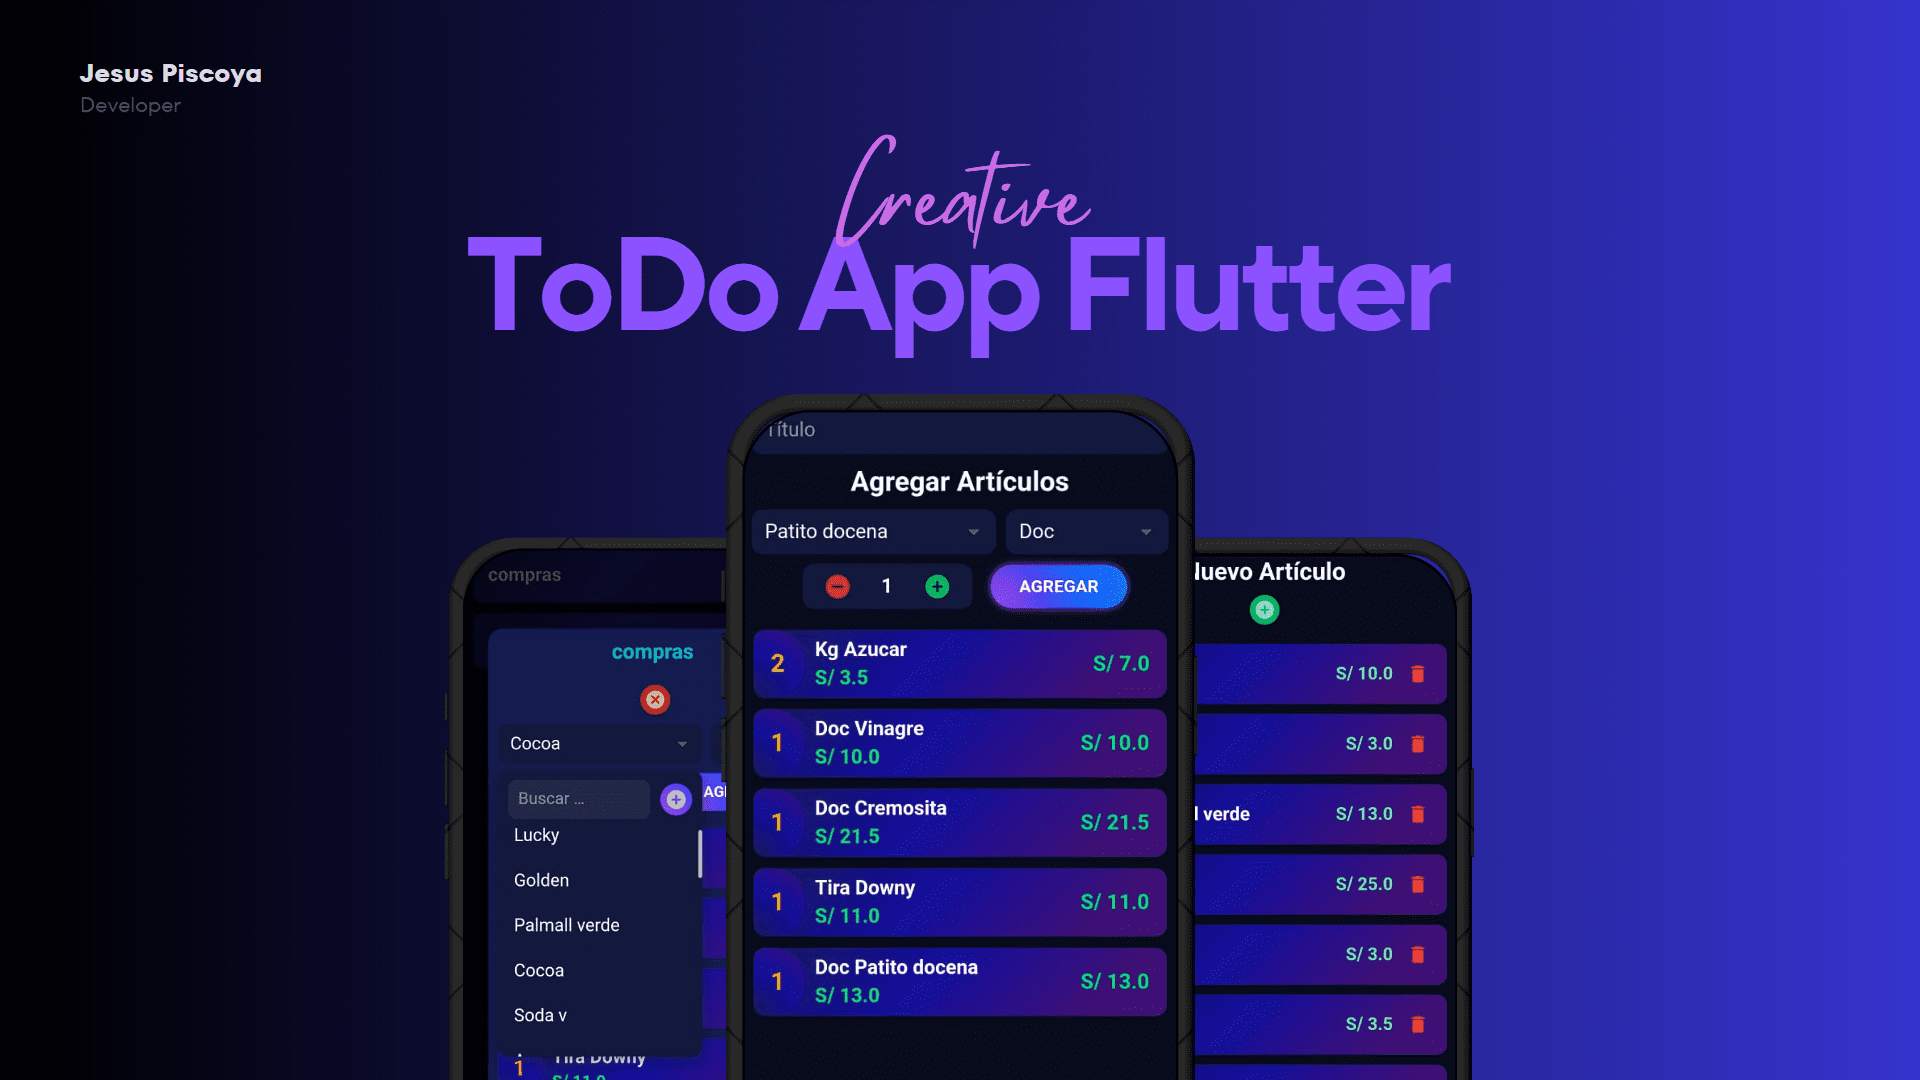 Jesus Piscoya
Developer
Creative
ToDo App Flutter
Título
Agregar Artículos
Patito docena
Doc
1
AGREGAR
2
Kg Azucar
S/ 3.5
S/ 7.0
1
Doc Vinagre
S/ 10.0
S/ 10.0
1
Doc Cremosita
S/ 21.5
S/ 21.5
1
Tira Downy
S/ 11.0
S/ 11.0
1
Doc Patito docena
S/ 13.0
S/ 13.0
compras
compras
Cocoa
Buscar ...
AGR
Lucky
Golden
Palmall verde
Cocoa
Soda v
1
Tira Downy
S/ 11.0
Nuevo Artículo
S/ 10.0
S/ 3.0
verde
S/ 13.0
S/ 25.0
S/ 3.0
S/ 3.5